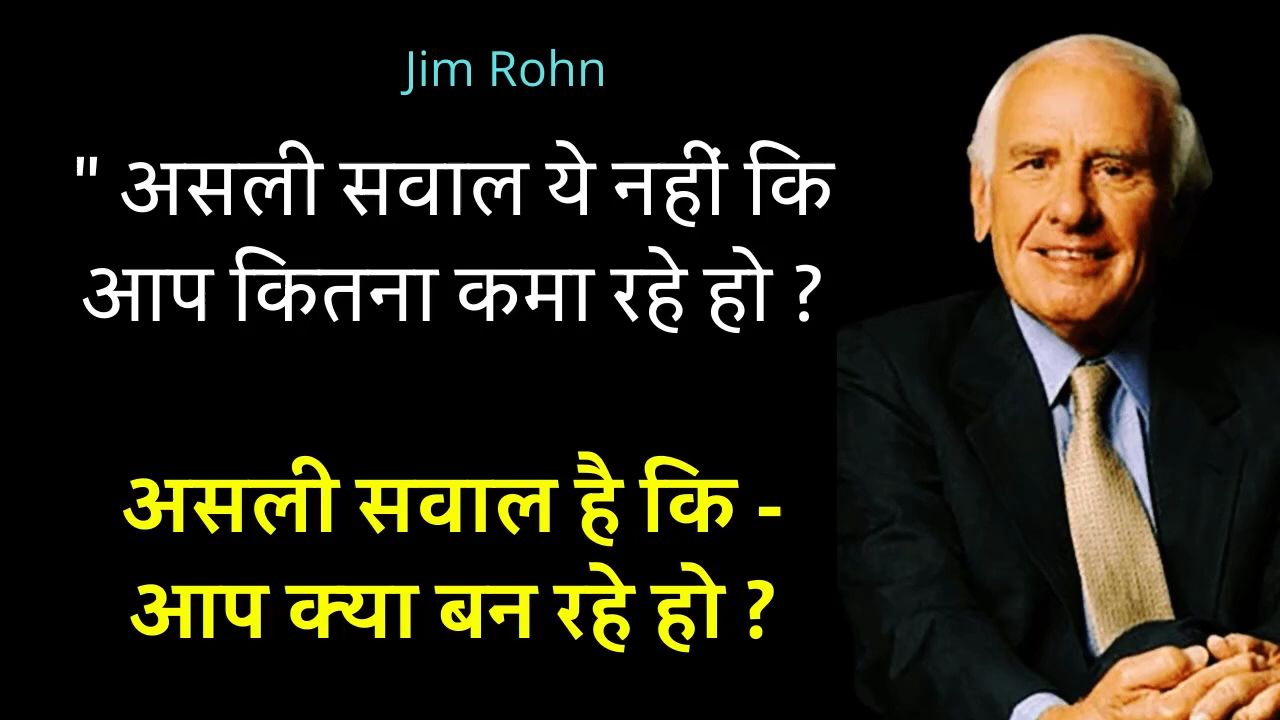 Jim Rohn
" असली सवाल ये नहीं कि
आप कितना कमा रहे हो ?
असली सवाल है कि -
आप क्या बन रहे हो ?